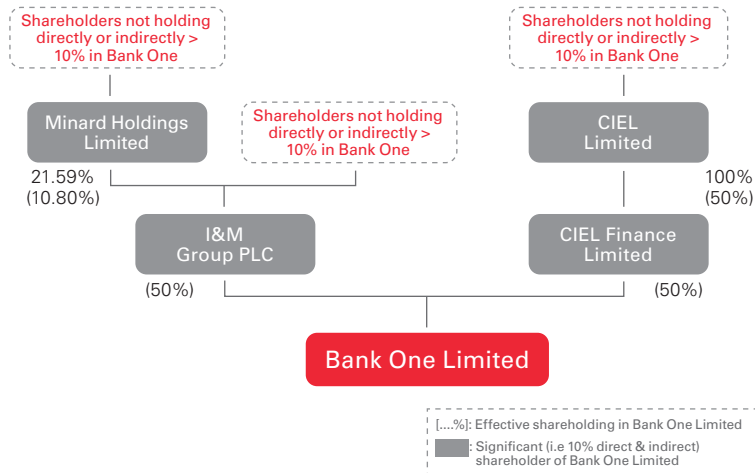 Shareholders not holding
directly or indirectly >
10% in Bank One
Shareholders not holding
directly or indirectly >
10% in Bank One
Minard Holdings
Limited
Shareholders not holding
directly or indirectly >
10% in Bank One
CIEL
Limited
21.59%
(10.80%)
100%
(50%)
I&M
Group PLC
CIEL Finance
Limited
(50%)
(50%)
Bank One Limited
[....%]: Effective shareholding in Bank One Limited
: Significant (i.e 10% direct & indirect)
shareholder of Bank One Limited